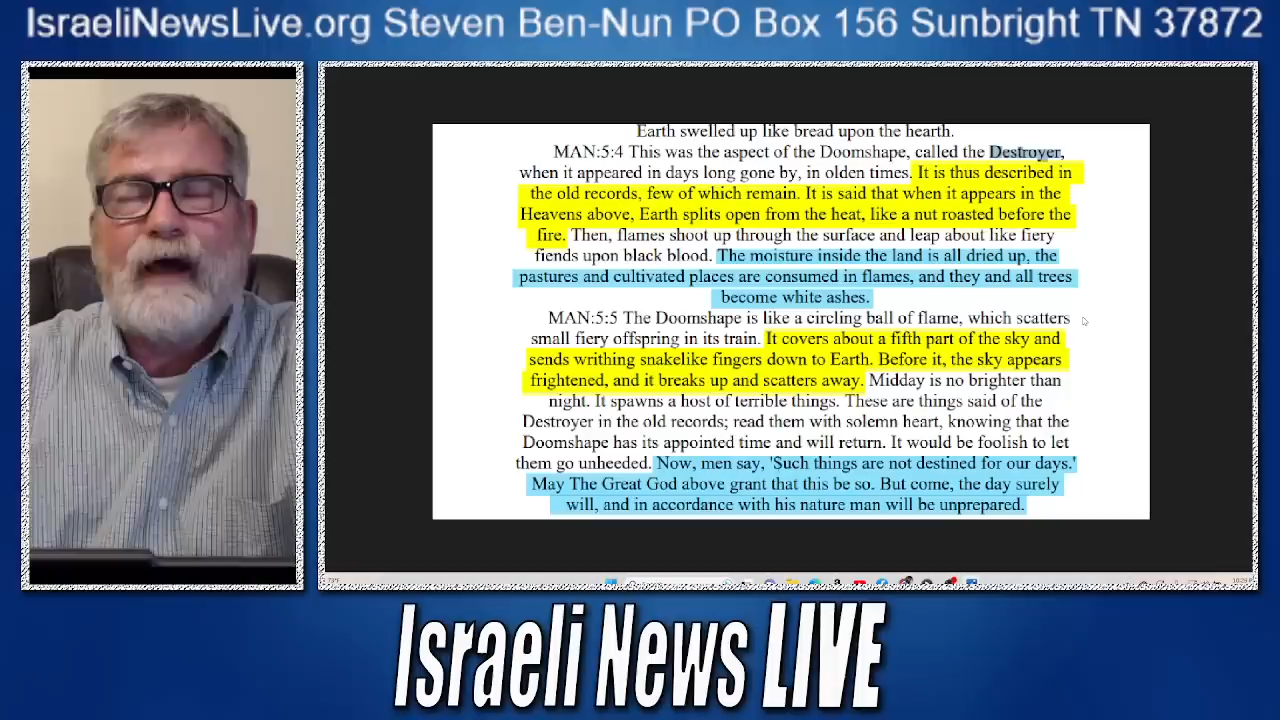 IsraeliNewsLive.org Steven Ben-Nun PO Box 156 Sunbright TN 37872
Earth swelled up like bread upon the hearth.
MAN:5:4 This was the aspect of the Doomshape, called the Destroyer,
when it appeared in days long gone by, in olden times. It is thus described in
the old records, few of which remain. It is said that when it appears in the
Heavens above, Earth splits open from the heat, like a nut roasted before the
fire. Then, flames shoot up through the surface and leap about like fiery
fiends upon black blood. The moisture inside the land is all dried up, the
pastures and cultivated places are consumed in flames, and they and all trees
become white ashes.
MAN:5:5 The Doomshape is like a circling ball of flame, which scatters
small fiery offspring in its train. It covers about a fifth part of the sky and
sends writhing snakelike fingers down to Earth. Before it, the sky appears
frightened, and it breaks up and scatters away. Midday is no brighter than
night. It spawns a host of terrible things. These are things said of the
Destroyer in the old records; read them with solemn heart, knowing that the
Doomshape has its appointed time and will return. It would be foolish to let
them go unheeded. Now, men say, 'Such things are not destined for our days.'
May The Great God above grant that this be so. But come, the day surely
will, and in accordance with his nature man will be unprepared.
Israeli News LIVE